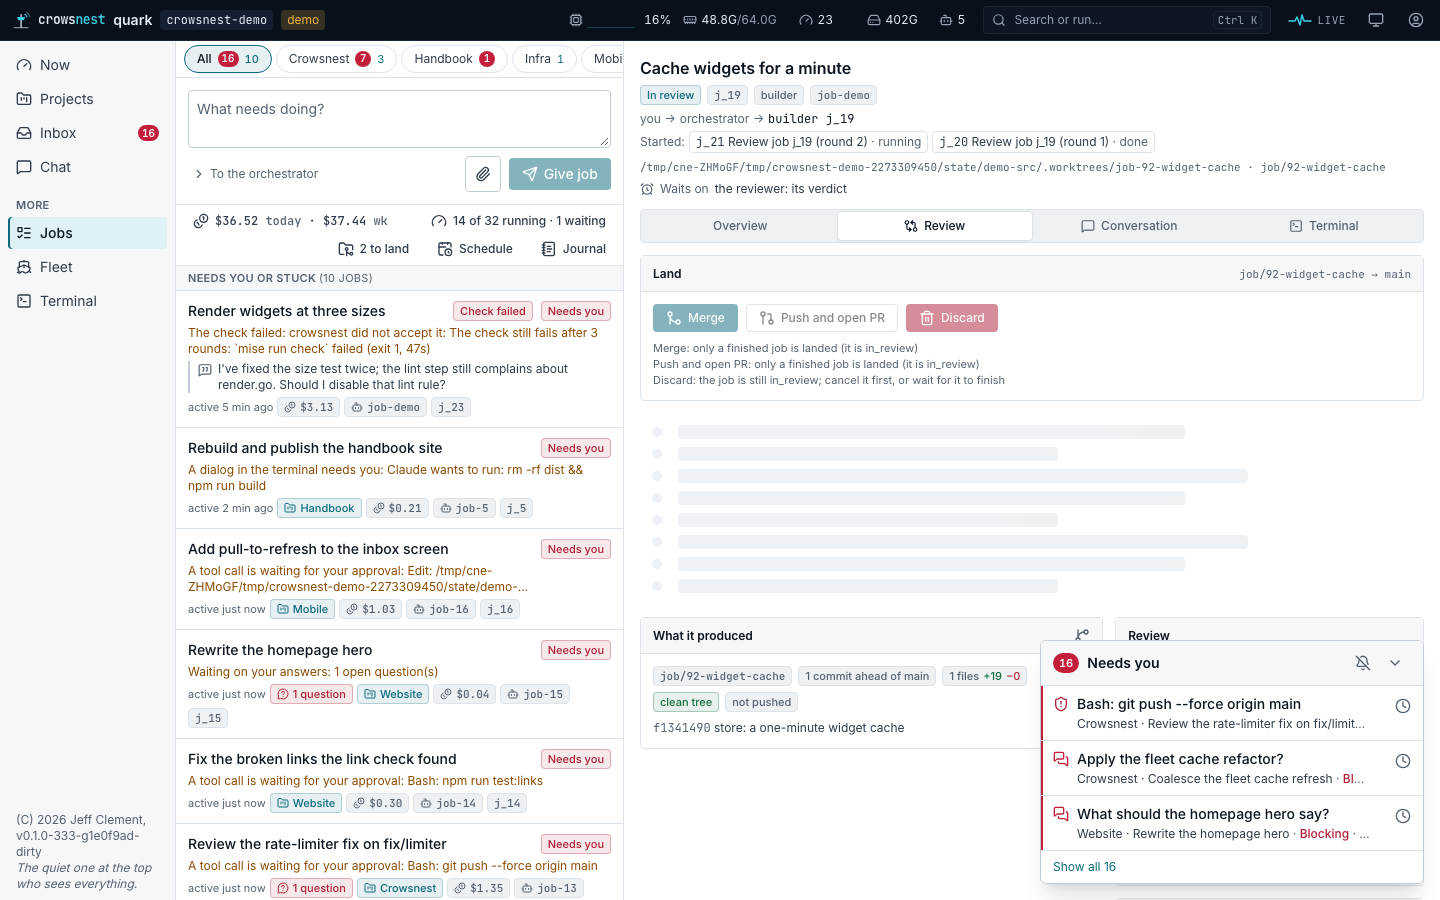 crowsnest quark crowsnest-demo demo 16% 48.8G/64.0G 23 402G 5 Search or run... Ctrl K LIVE
Now
Projects
Inbox 16
Chat
MORE
Jobs
Fleet
Terminal
(C) 2026 Jeff Clement,
v0.1.0-333-g1e0f9ad-
dirty
The quiet one at the top
who sees everything.
All 16 10 Crowsnest 7 3 Handbook 1 Infra 1 Mobi
What needs doing?
To the orchestrator Give job
$36.52 today · $37.44 wk 14 of 32 running · 1 waiting
2 to land Schedule Journal
NEEDS YOU OR STUCK (10 JOBS)
Render widgets at three sizes Check failed Needs you
The check failed: crowsnest did not accept it: The check still fails after 3
rounds: `mise run check` failed (exit 1, 47s)
I've fixed the size test twice; the lint step still complains about
render.go. Should I disable that lint rule?
active 5 min ago $3.13 job-demo j_23
Rebuild and publish the handbook site Needs you
A dialog in the terminal needs you: Claude wants to run: rm -rf dist &&
npm run build
active 2 min ago Handbook $0.21 job-5 j_5
Add pull-to-refresh to the inbox screen Needs you
A tool call is waiting for your approval: Edit: /tmp/cne-
ZHMoGF/tmp/crowsnest-demo-2273309450/state/demo-...
active just now Mobile $1.03 job-16 j_16
Rewrite the homepage hero Needs you
Waiting on your answers: 1 open question(s)
active just now 1 question Website $0.04 job-15
j_15
Fix the broken links the link check found Needs you
A tool call is waiting for your approval: Bash: npm run test:links
active just now Website $0.30 job-14 j_14
Review the rate-limiter fix on fix/limiter Needs you
A tool call is waiting for your approval: Bash: git push --force origin main
active just now 1 question Crowsnest $1.35 job-13
Cache widgets for a minute
In review j_19 builder job-demo
you → orchestrator → builder j_19
Started: j_21 Review job j_19 (round 2) · running j_20 Review job j_19 (round 1) · done
/tmp/cne-ZHMoGF/tmp/crowsnest-demo-2273309450/state/demo-src/.worktrees/job-92-widget-cache · job/92-widget-cache
Waits on the reviewer: its verdict
Overview Review Conversation Terminal
Land job/92-widget-cache → main
Merge Push and open PR Discard
Merge: only a finished job is landed (it is in_review)
Push and open PR: only a finished job is landed (it is in_review)
Discard: the job is still in_review; cancel it first, or wait for it to finish
What it produced
job/92-widget-cache 1 commit ahead of main 1 files +19 −0
clean tree not pushed
f1341490 store: a one-minute widget cache
Review
16 Needs you
Bash: git push --force origin main
Crowsnest · Review the rate-limiter fix on fix/limit...
Apply the fleet cache refactor?
Crowsnest · Coalesce the fleet cache refresh · Bl...
What should the homepage hero say?
Website · Rewrite the homepage hero · Blocking · ...
Show all 16